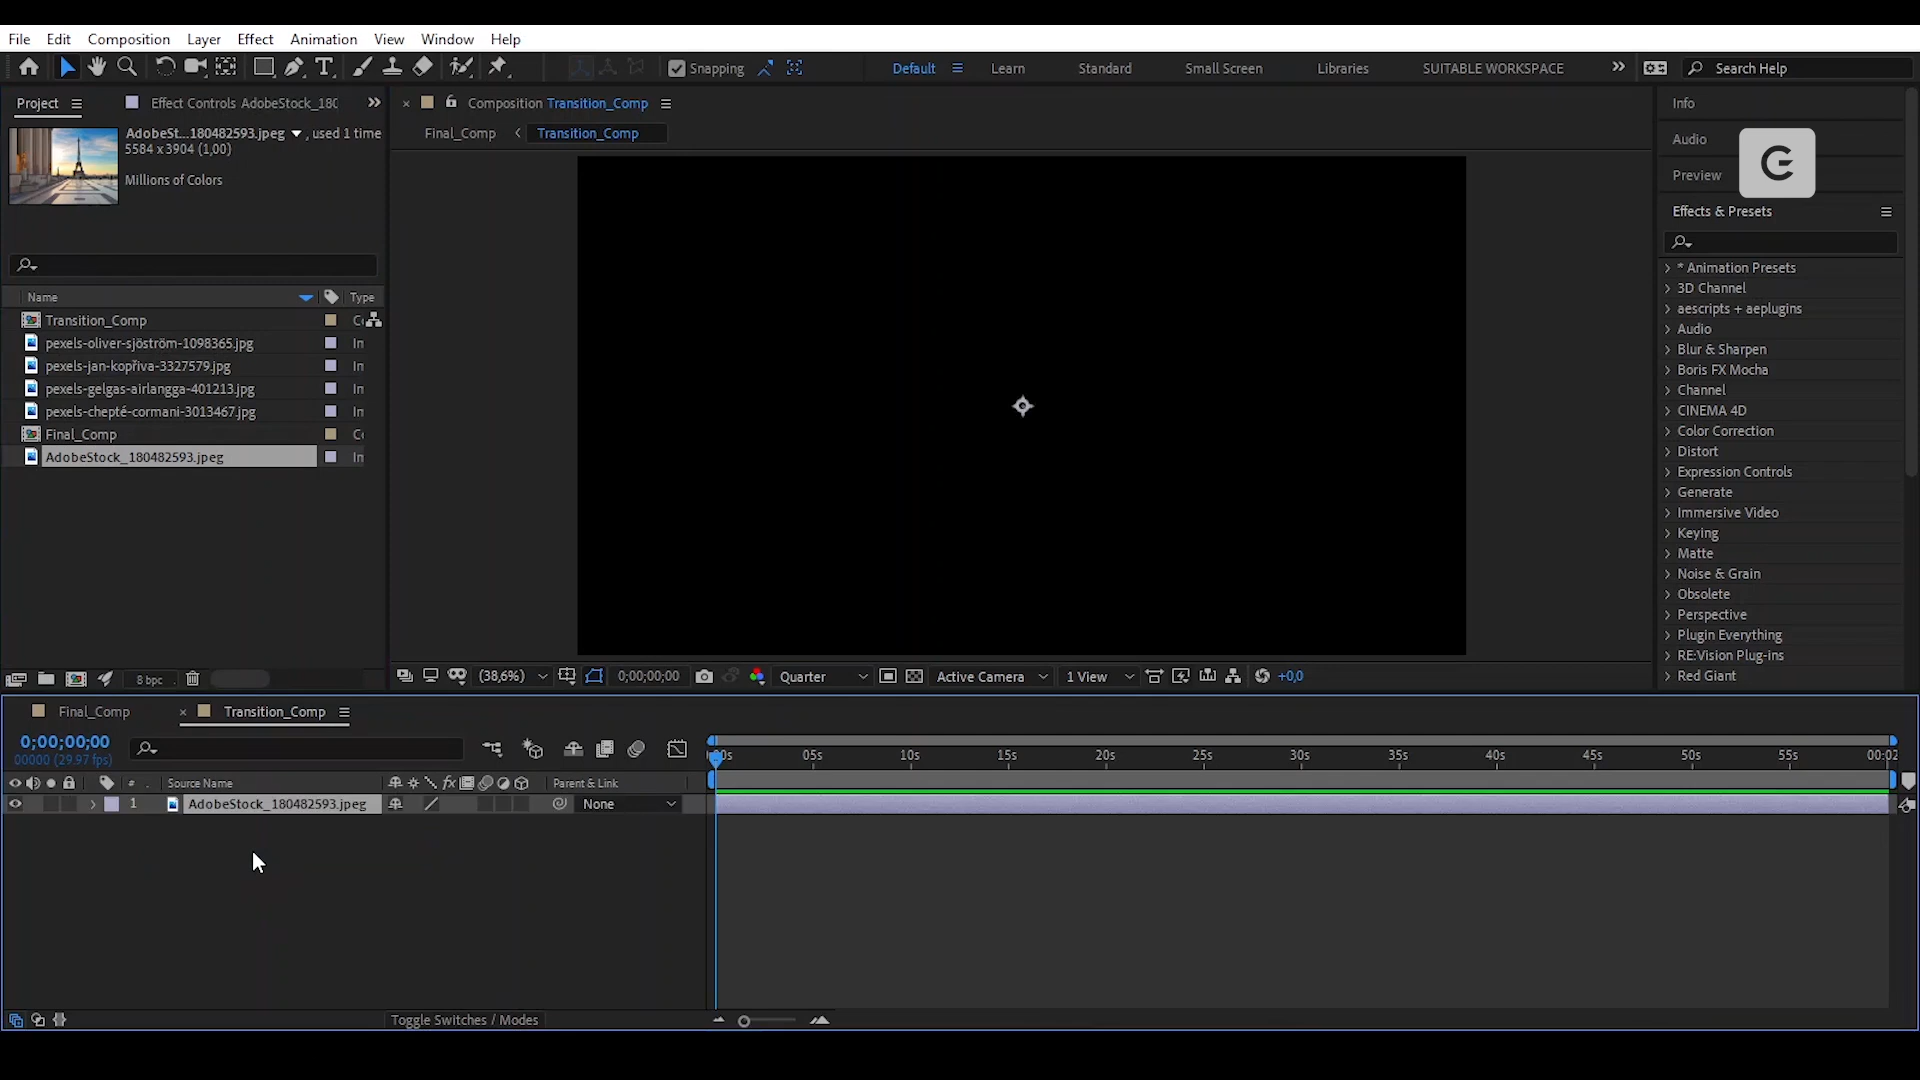 File Edit Composition Layer Effect Animation View Window Help
Snapping Default Learn Standard Small Screen Libraries SUITABLE WORKSPACE Search Help
Project Effect Controls AdobeStock_180
Composition Transition_Comp
Info
AdobeSt...180482593.jpeg , used 1 time
5584 x 3904 (1,00)
Millions of Colors
Final_Comp Transition_Comp
Audio
Preview
Effects & Presets
Name Type
Transition_Comp
pexels-oliver-sjöström-1098365.jpg
pexels-jan-kopřiva-3327579.jpg
pexels-gelgas-airlangga-401213.jpg
pexels-chepté-cormani-3013467.jpg
Final_Comp
AdobeStock_180482593.jpeg
* Animation Presets
3D Channel
aescripts + aeplugins
Audio
Blur & Sharpen
Boris FX Mocha
Channel
CINEMA 4D
Color Correction
Distort
Expression Controls
Generate
Immersive Video
Keying
Matte
Noise & Grain
Obsolete
Perspective
Plugin Everything
RE:Vision Plug-ins
Red Giant
8 bpc
(38,6%) 0;00;00;00 Quarter Active Camera 1 View +0,0
Final_Comp Transition_Comp
0;00;00;00
00000 (29.97 fps)
05s 10s 15s 20s 25s 30s 35s 40s 45s 50s 55s 00:02
# Source Name fx Parent & Link
1 AdobeStock_180482593.jpeg None
Toggle Switches / Modes